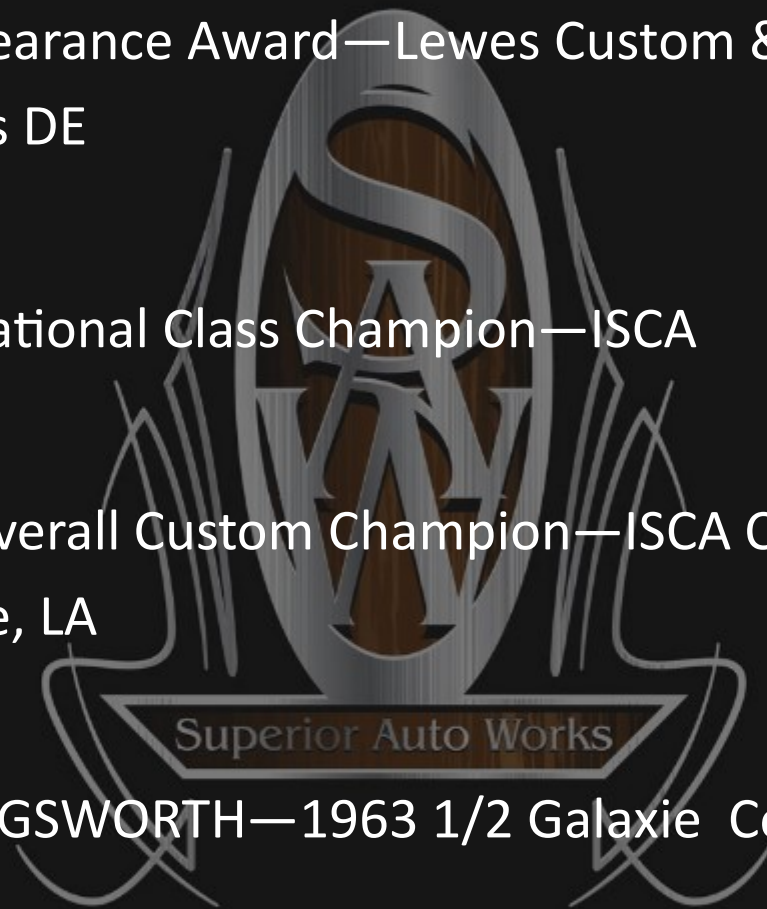 earance Award—Lewes Custom &
s DE
ational Class Champion—ISCA
verall Custom Champion—ISCA C
e, LA
SAW
Superior Auto Works
GSWORTH—1963 1/2 Galaxie  Co